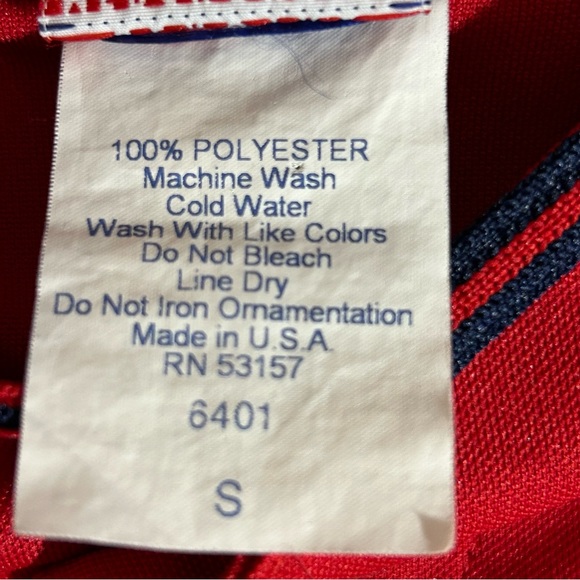 100% POLYESTER
Machine Wash
Cold Water
Wash With Like Colors
Do Not Bleach
Line Dry
Do Not Iron Ornamentation
Made in U.S.A.
RN 53157
6401
S